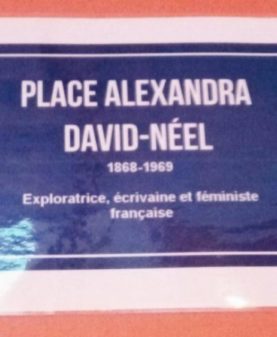 PLACE ALEXANDRA
DAVID-NÉEL
1868-1969
Exploratrice, écrivaine et féministe
française